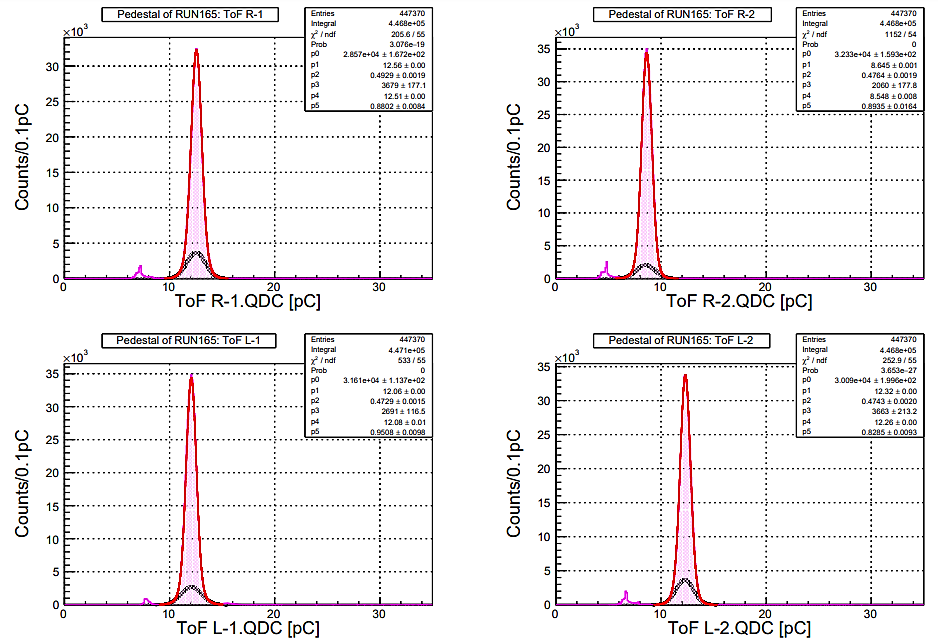 Pedestal of RUN165: ToF R-1
Entries 447370
Integral 4.468e+05
χ² / ndf 205.6 / 55
Prob 3.076e−19
p0 2.857e+04 ± 1.672e+02
p1 12.56 ± 0.00
p2 0.4929 ± 0.0019
p3 3679 ± 177.1
p4 12.51 ± 0.00
p5 0.8802 ± 0.0084
×10³
30
25
20
15
10
5
0
Counts/0.1pC
0 10 20 30
ToF R-1.QDC [pC]
Pedestal of RUN165: ToF R-2
Entries 447370
Integral 4.468e+05
χ² / ndf 1152 / 54
Prob 0
p0 3.233e+04 ± 1.593e+02
p1 8.645 ± 0.001
p2 0.4764 ± 0.0019
p3 2060 ± 177.8
p4 8.548 ± 0.008
p5 0.8935 ± 0.0164
×10³
35
30
25
20
15
10
5
0
Counts/0.1pC
0 10 20 30
ToF R-2.QDC [pC]
Pedestal of RUN165: ToF L-1
Entries 447370
Integral 4.471e+05
χ² / ndf 533 / 55
Prob 0
p0 3.161e+04 ± 1.137e+02
p1 12.06 ± 0.00
p2 0.4729 ± 0.0015
p3 2691 ± 116.5
p4 12.08 ± 0.01
p5 0.9508 ± 0.0098
×10³
35
30
25
20
15
10
5
0
Counts/0.1pC
0 10 20 30
ToF L-1.QDC [pC]
Pedestal of RUN165: ToF L-2
Entries 447370
Integral 4.468e+05
χ² / ndf 252.9 / 55
Prob 3.653e−27
p0 3.009e+04 ± 1.996e+02
p1 12.32 ± 0.00
p2 0.4743 ± 0.0020
p3 3663 ± 213.2
p4 12.26 ± 0.00
p5 0.8285 ± 0.0093
×10³
35
30
25
20
15
10
5
0
Counts/0.1pC
0 10 20 30
ToF L-2.QDC [pC]